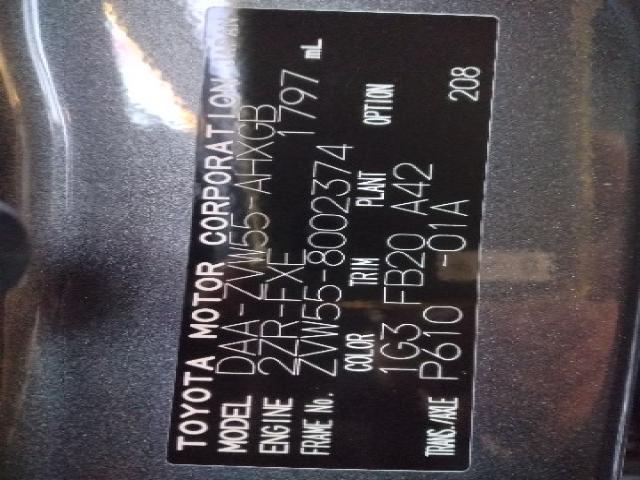 TOYOTA MOTOR CORPORATION JAPAN
MODEL DAA-ZVW55-AHXGB
ENGINE 2ZR-FXE 1797 mL
FRAME No. ZVW55-8002374
COLOR TRIM PLANT OPTION
1G3 FB20 A42
TRANS./AXLE P610 -01A 208